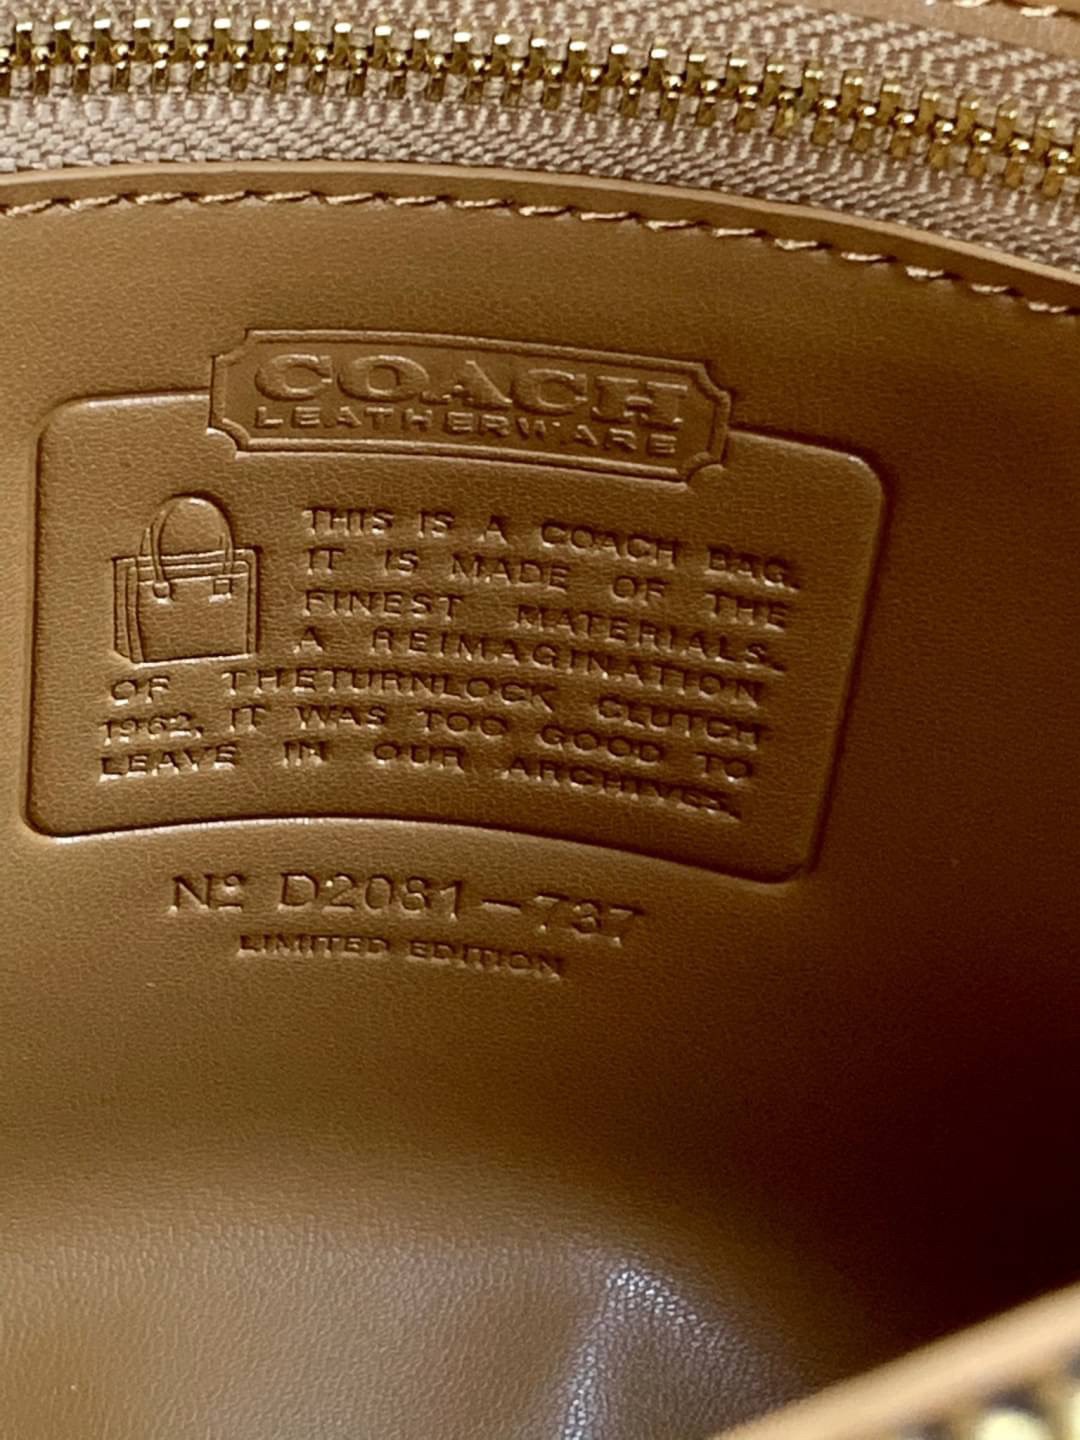 COACH
LEATHERWARE
THIS IS A COACH BAG.
IT IS MADE OF THE
FINEST MATERIALS.
A REIMAGINATION
OF THETURNLOCK CLUTCH
1962, IT WAS TOO GOOD TO
LEAVE IN OUR ARCHIVES.
Nº D2081-737
LIMITED EDITION